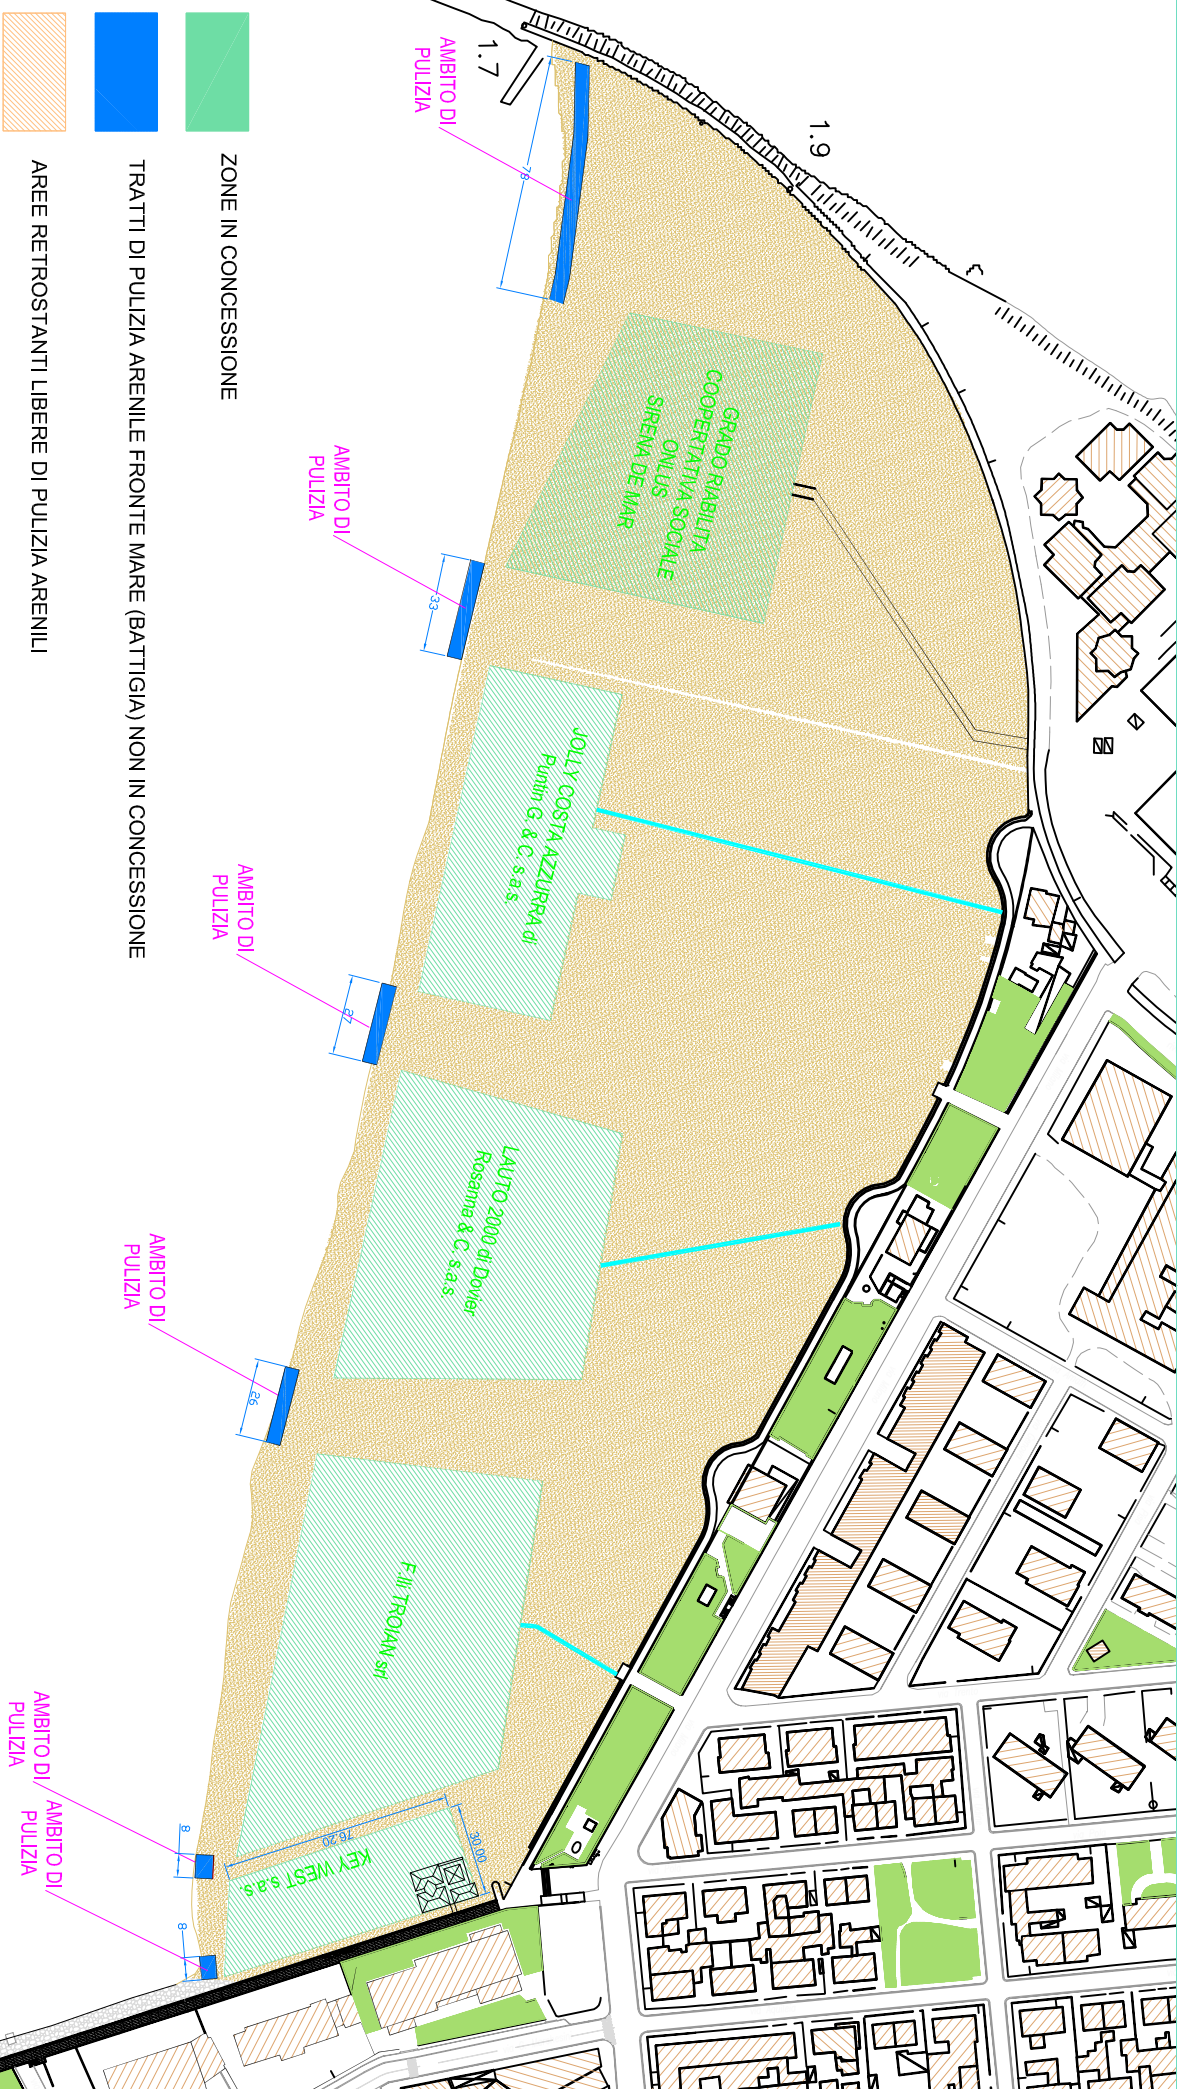 ZONE IN CONCESSIONE
TRATTI DI PULIZIA ARENILE FRONTE MARE (BATTIGIA) NON IN CONCESSIONE
AREE RETROSTANTI LIBERE DI PULIZIA ARENILI
1.7
1.9
AMBITO DI
PULIZIA
78
GRADO RIABILITA
COOPERTATIVA SOCIALE
ONLUS
SIRENA DE MAR
AMBITO DI
PULIZIA
33
JOLLY COSTA AZZURRA di
Puntin G. & C. s.a.s.
AMBITO DI
PULIZIA
27
LAUTO 2000 di Dovier
Rosanna & C. s.a.s
AMBITO DI
PULIZIA
26
F.lli TROIAN srl
AMBITO DI
PULIZIA
8
76.20
30.00
KEY WEST s.a.s.
AMBITO DI
PULIZIA
8